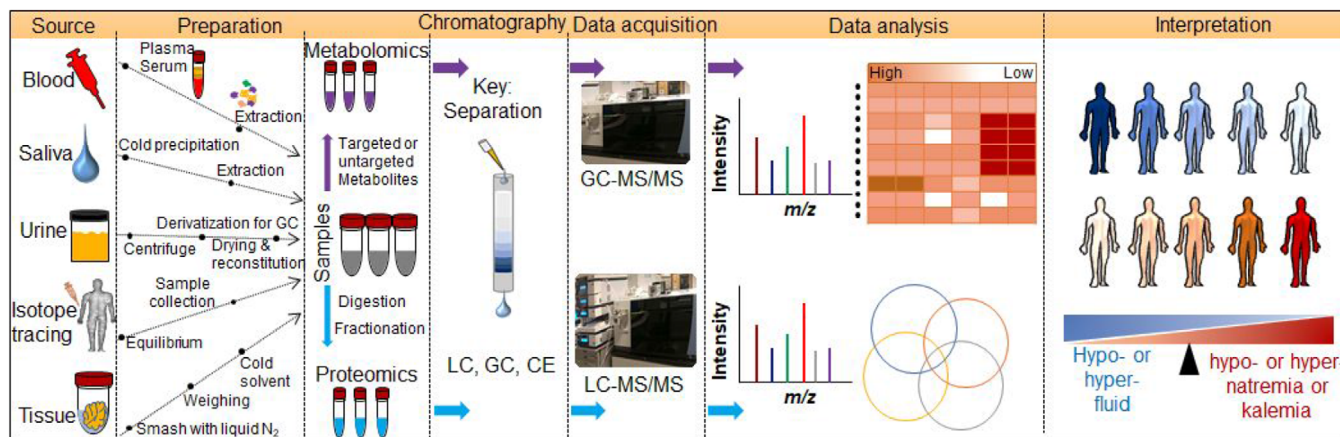 Source
Preparation
Chromatography
Data acquisition
Data analysis
Interpretation
Blood
Saliva
Urine
Isotope
tracing
Tissue
Plasma
Serum
Extraction
Cold precipitation
Extraction
Derivatization for GC
Centrifuge
Drying &
reconstitution
Sample
collection
Equilibrium
Cold
solvent
Weighing
Smash with liquid N₂
Metabolomics
Targeted or
untargeted
Metabolites
Samples
Digestion
Fractionation
Proteomics
Key:
Separation
LC, GC, CE
GC-MS/MS
LC-MS/MS
Intensity
m/z
High
Low
Intensity
m/z
Hypo- or
hyper-
fluid
hypo- or hyper-
natremia or
kalemia